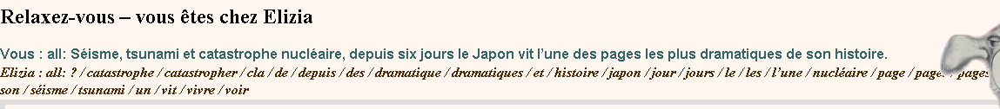 Relaxez-vous – vous êtes chez Elizia
Vous : all: Séisme, tsunami et catastrophe nucléaire, depuis six jours le Japon vit l’une des pages les plus dramatiques de son histoire.
Elizia : all: ? / catastrophe / catastropher / cla / de / depuis / des / dramatique / dramatiques / et / histoire / japon / jour / jours / le / les / l’une / nucléaire / page / / pages
son / séisme / tsunami / un / vit / vivre / voir